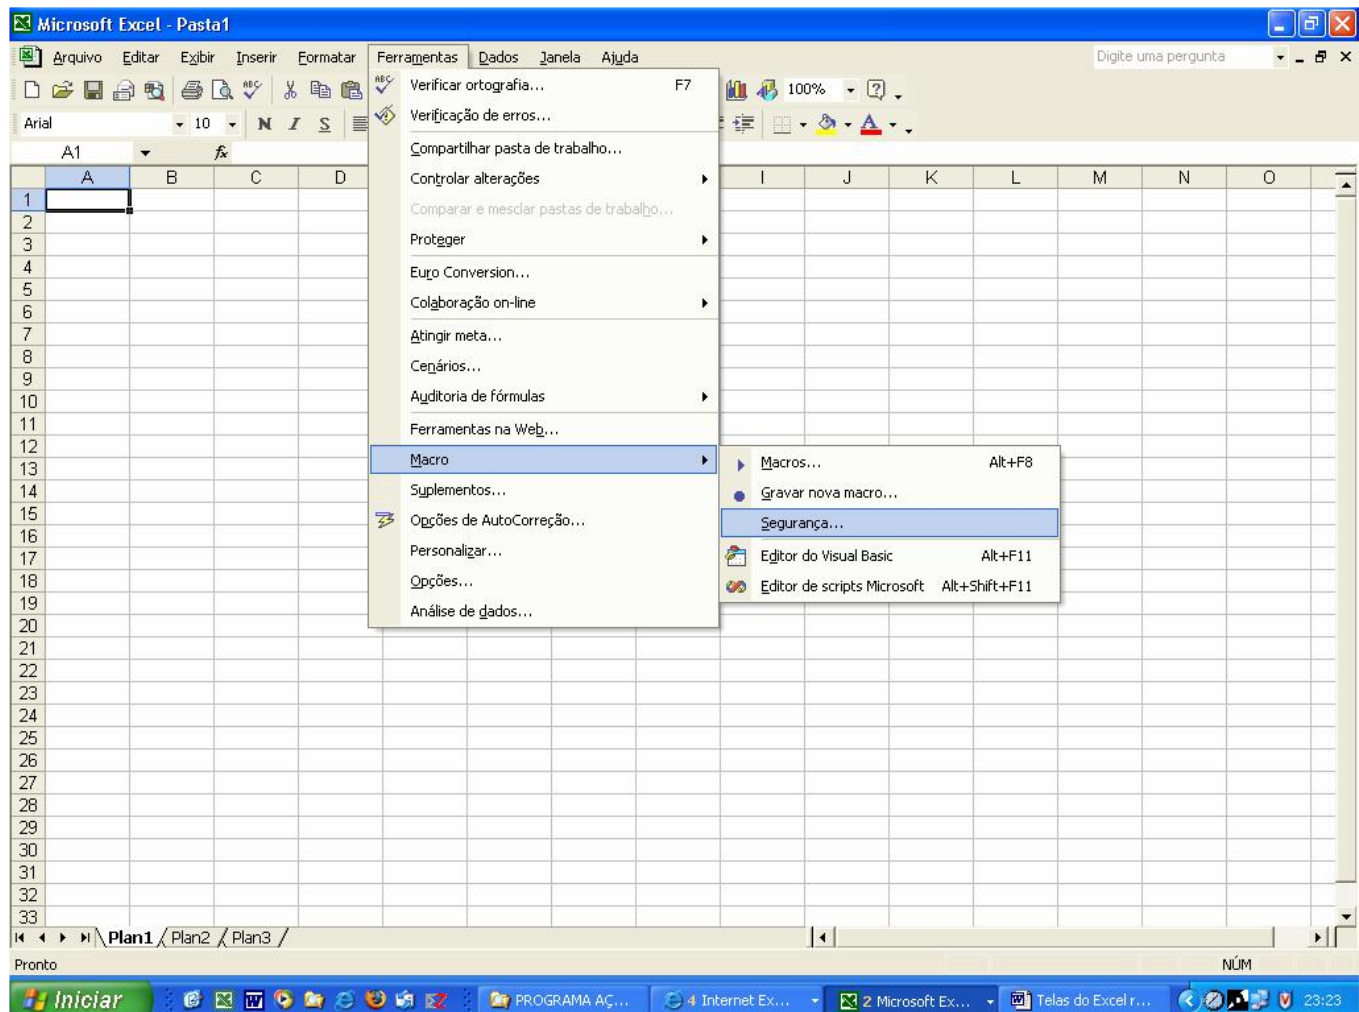 Microsoft Excel - Pasta1
Arquivo Editar Exibir Inserir Formatar Ferramentas Dados Janela Ajuda Digite uma pergunta
100%
Arial 10 N I S A
A1 fx
A B C D I J K L M N O
Verificar ortografia... F7
Verificação de erros...
Compartilhar pasta de trabalho...
Controlar alterações
Comparar e mesclar pastas de trabalho...
Proteger
Euro Conversion...
Colaboração on-line
Atingir meta...
Cenários...
Auditoria de fórmulas
Ferramentas na Web...
Macro
Suplementos...
Opções de AutoCorreção...
Personalizar...
Opções...
Análise de dados...
Macros... Alt+F8
Gravar nova macro...
Segurança...
Editor do Visual Basic Alt+F11
Editor de scripts Microsoft Alt+Shift+F11
1
2
3
4
5
6
7
8
9
10
11
12
13
14
15
16
17
18
19
20
21
22
23
24
25
26
27
28
29
30
31
32
33
Plan1 Plan2 Plan3
Pronto NÚM
Iniciar PROGRAMA AÇ... 4 Internet Ex... 2 Microsoft Ex... Telas do Excel r... 23:23